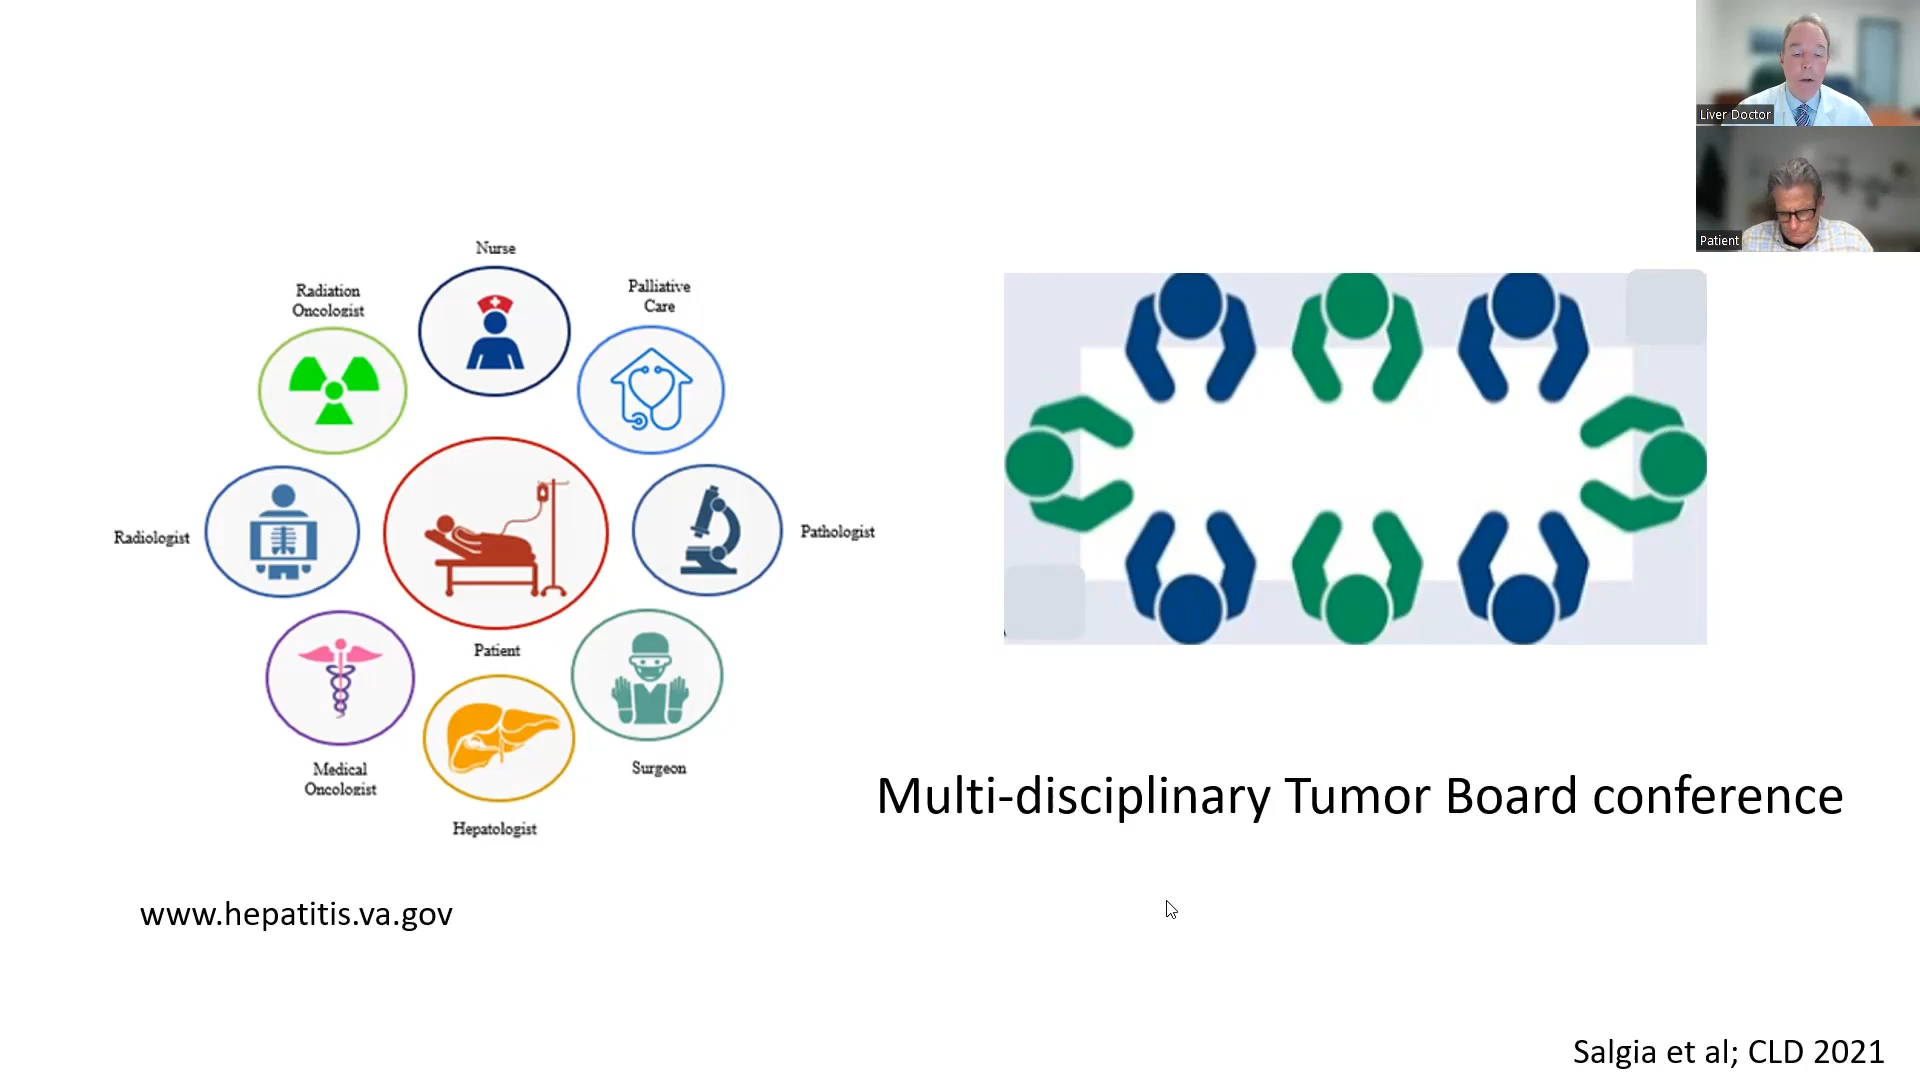 Liver Doctor
Patient
Nurse
Radiation
Oncologist
Palliative
Care
Radiologist
Pathologist
Patient
Medical
Oncologist
Surgeon
Hepatologist
Multi-disciplinary Tumor Board conference
www.hepatitis.va.gov
Salgia et al; CLD 2021